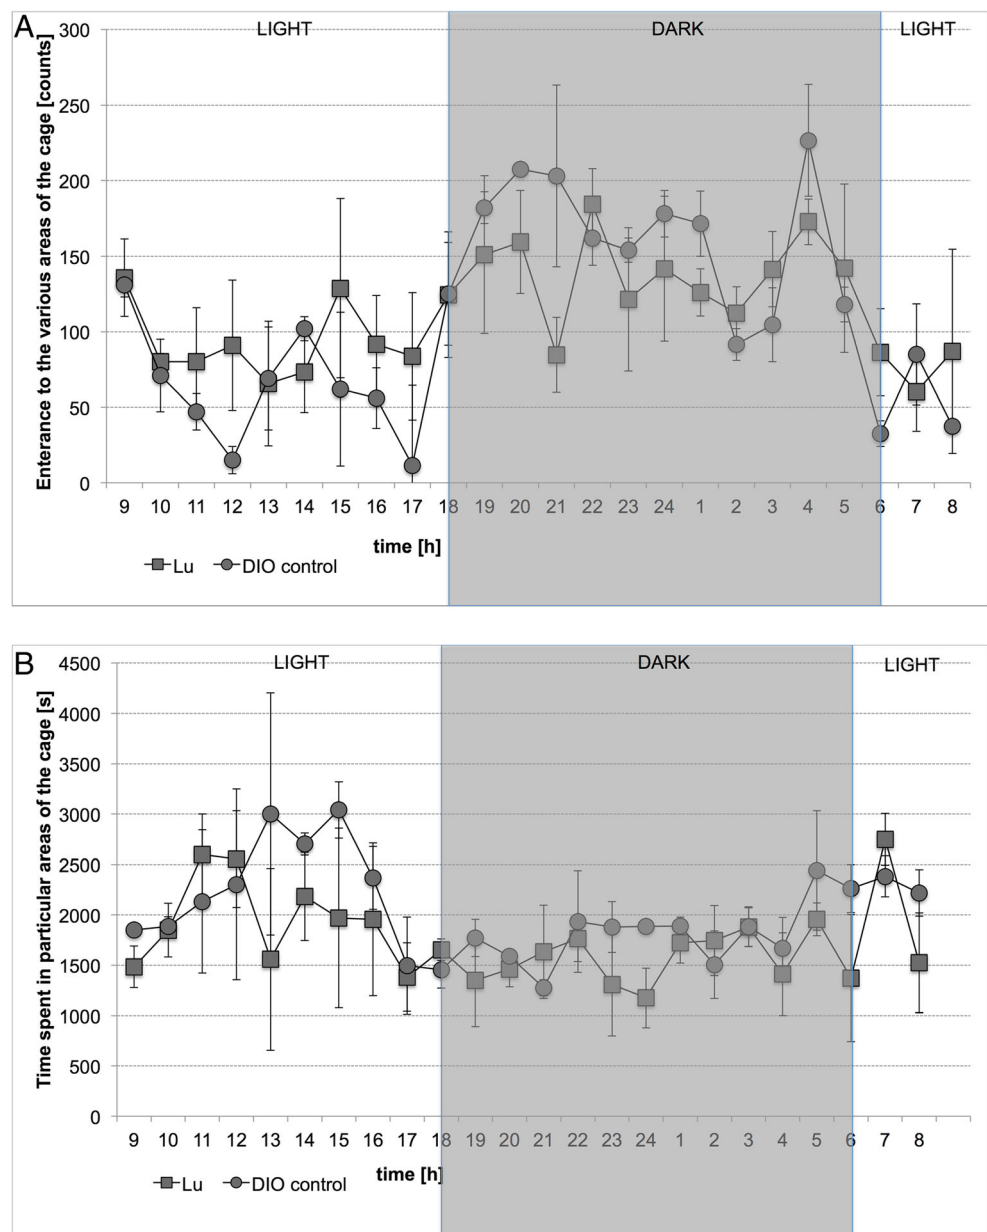 A
LIGHT DARK LIGHT
Enterance to the various areas of the cage [counts]
300
250
200
150
100
50
0
9 10 11 12 13 14 15 16 17 18 19 20 21 22 23 24 1 2 3 4 5 6 7 8
time [h]
Lu DIO control
B
LIGHT DARK LIGHT
Time spent in particular areas of the cage [s]
4500
4000
3500
3000
2500
2000
1500
1000
500
0
9 10 11 12 13 14 15 16 17 18 19 20 21 22 23 24 1 2 3 4 5 6 7 8
time [h]
Lu DIO control